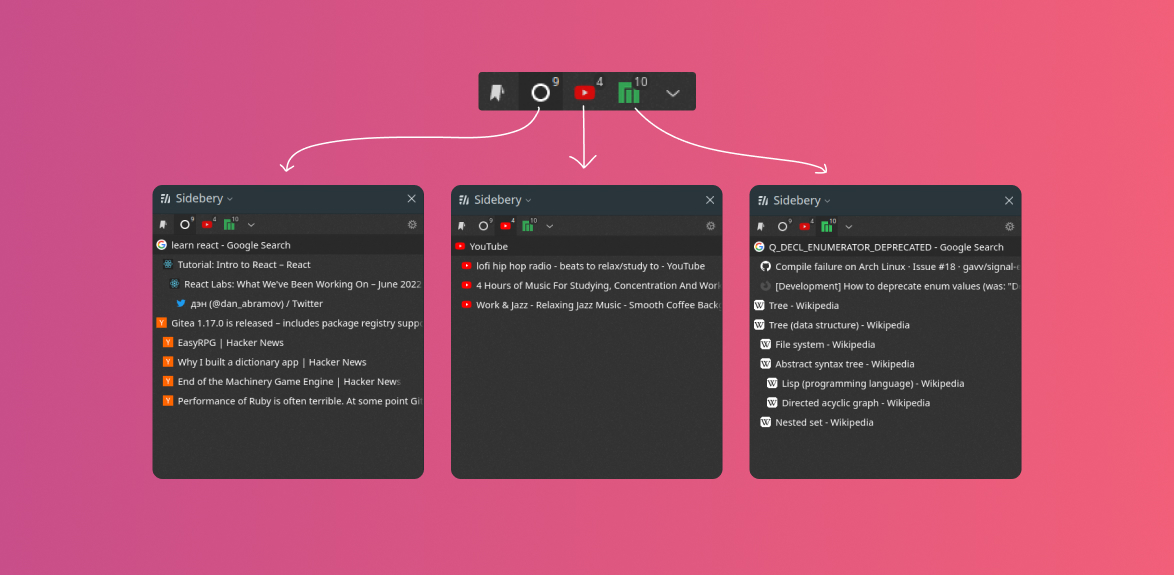 9 4 10
Sidebery
9 4 10
learn react - Google Search
Tutorial: Intro to React – React
React Labs: What We've Been Working On – June 2022
дэн (@dan_abramov) / Twitter
Gitea 1.17.0 is released – includes package registry suppo
EasyRPG | Hacker News
Why I built a dictionary app | Hacker News
End of the Machinery Game Engine | Hacker News
Performance of Ruby is often terrible. At some point Git
Sidebery
9 4 10
YouTube
lofi hip hop radio - beats to relax/study to - YouTube
4 Hours of Music For Studying, Concentration And Work
Work & Jazz - Relaxing Jazz Music - Smooth Coffee Back
Sidebery
9 4 10
Q_DECL_ENUMERATOR_DEPRECATED - Google Search
Compile failure on Arch Linux · Issue #18 · gavv/signal-e
[Development] How to deprecate enum values (was: "D
Tree - Wikipedia
Tree (data structure) - Wikipedia
File system - Wikipedia
Abstract syntax tree - Wikipedia
Lisp (programming language) - Wikipedia
Directed acyclic graph - Wikipedia
Nested set - Wikipedia